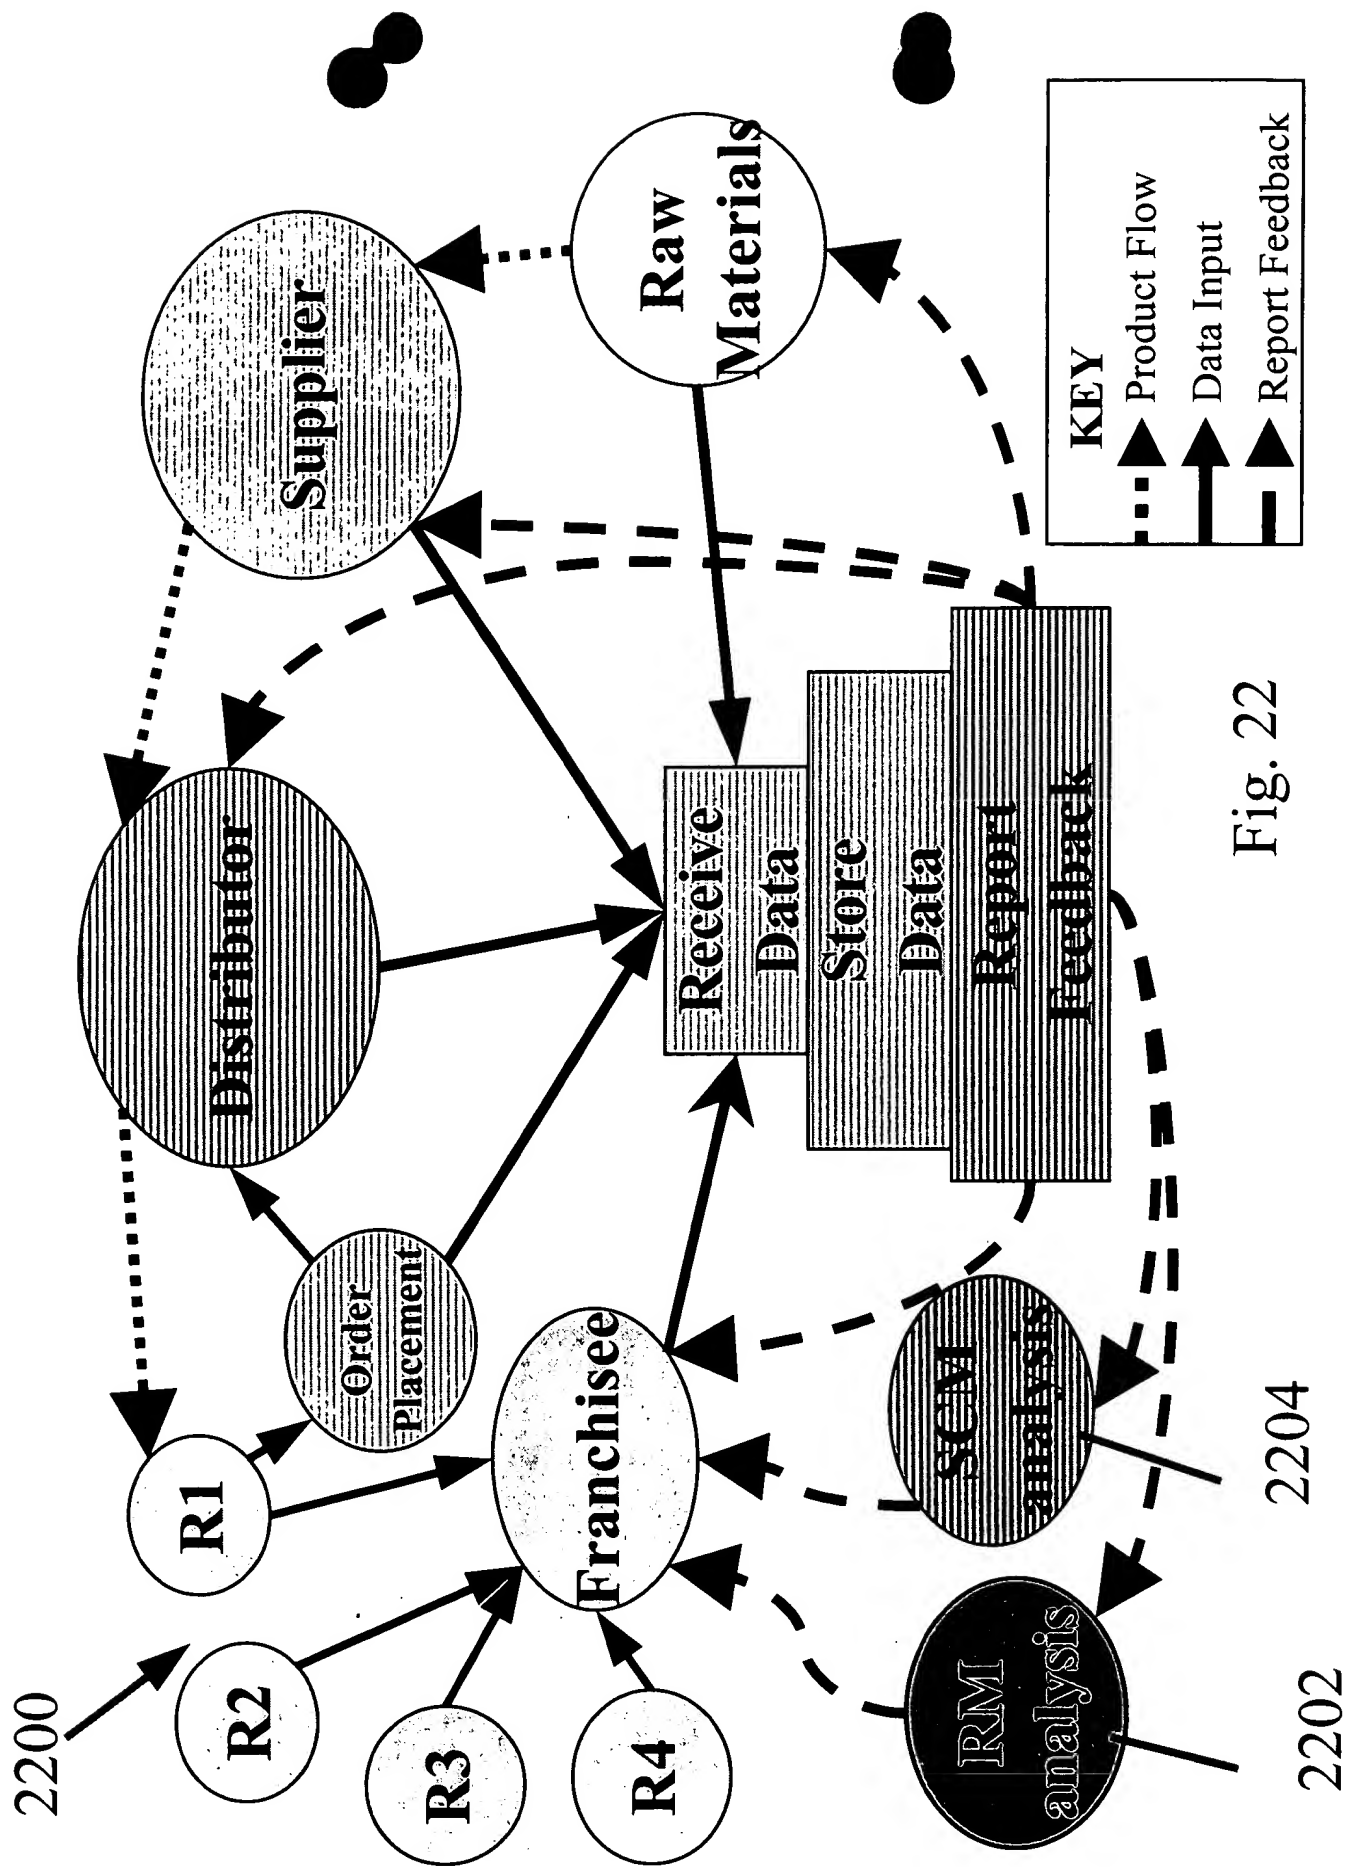 2200
R1
R2
R3
R4
Order
Placement
Distributor
Supplier
Franchisee
Raw
Materials
Receive
Data
Store
Data
Report
Feedback
SCM
analysis
RM
analysis
2202
2204
KEY
Product Flow
Data Input
Report Feedback
Fig. 22